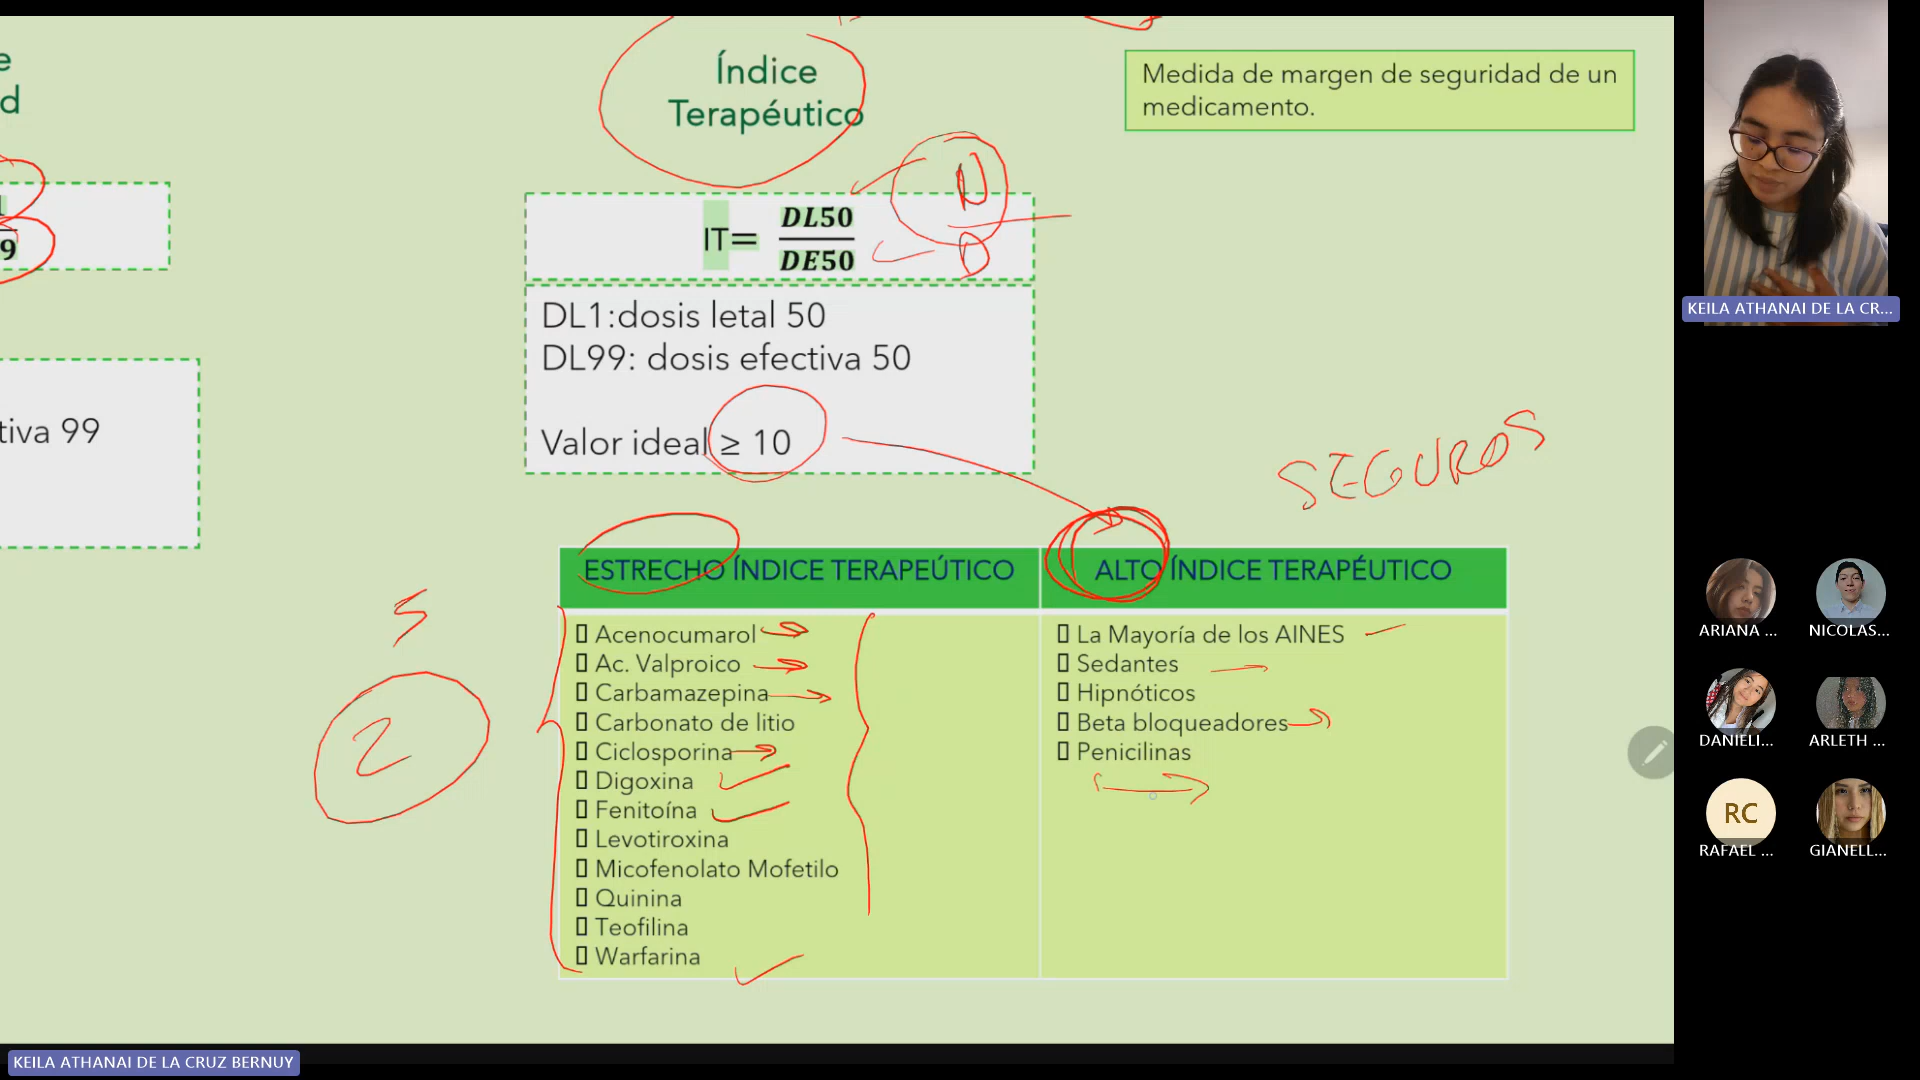 e
d
Índice
Terapéutico
Medida de margen de seguridad de un
medicamento.
1
9
N
D
IT= DL50
DE50
DL1:dosis letal 50
DL99: dosis efectiva 50
Valor ideal ≥ 10
tiva 99
SEGUROS
5
2
ESTRECHO ÍNDICE TERAPEÚTICO
Acenocumarol
Ac. Valproico
Carbamazepina
Carbonato de litio
Ciclosporina
Digoxina
Fenitoína
Levotiroxina
Micofenolato Mofetilo
Quinina
Teofilina
Warfarina
ALTO ÍNDICE TERAPÉUTICO
La Mayoría de los AINES
Sedantes
Hipnóticos
Beta bloqueadores
Penicilinas
KEILA ATHANAI DE LA CR...
ARIANA ...
NICOLAS...
DANIELI...
ARLETH ...
RC
RAFAEL ...
GIANELL...
KEILA ATHANAI DE LA CRUZ BERNUY